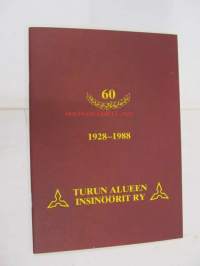 60
1928–1988
TURUN ALUEEN
INSINÖÖRIT RY